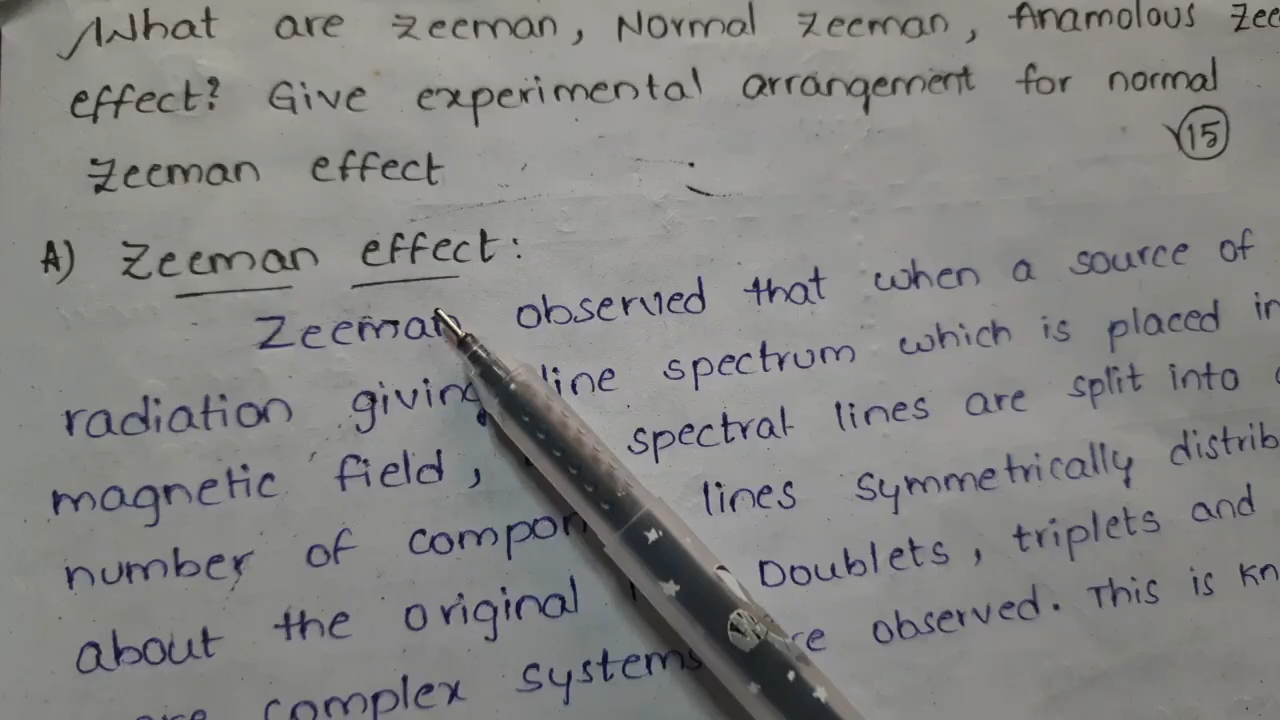 What are Zeeman, Normal Zeeman, Anamolous Zee
effect? Give experimental arrangement for normal
Zeeman effect
15
A) Zeeman effect:
Zeeman observed that when a source of
radiation giving line spectrum which is placed in
magnetic field, spectral lines are split into
number of compon lines symmetrically distrib
about the original Doublets, triplets and
complex systems re observed. This is kn